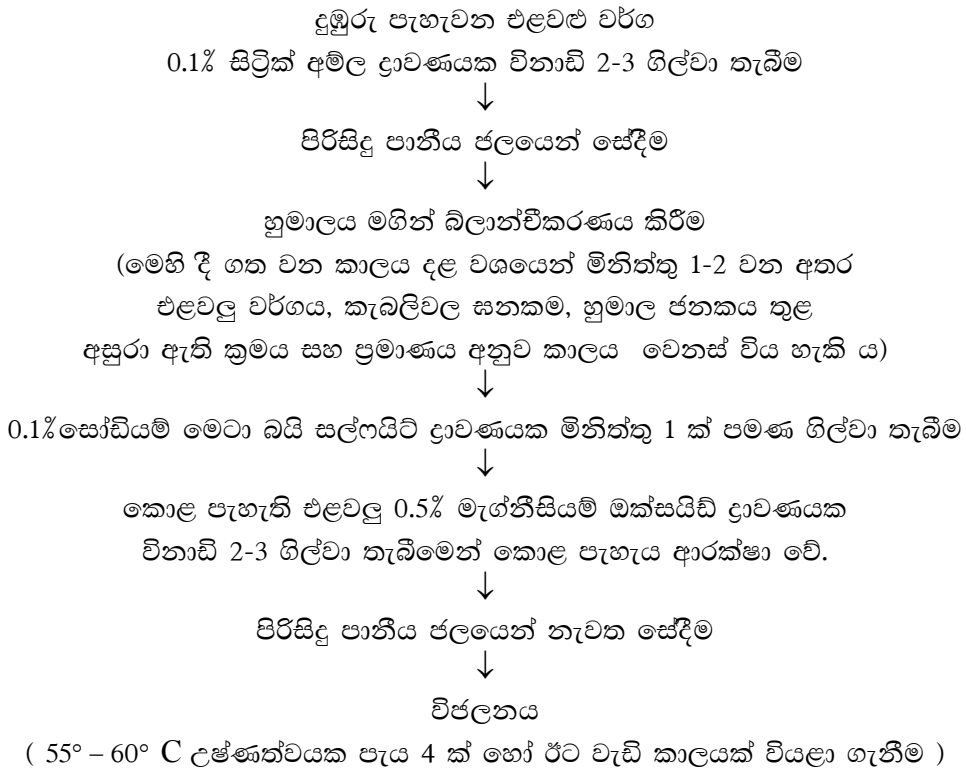 දුඹුරු පැහැවන එළවළු වර්ග
0.1% සිට්‍රික් අම්ල ද්‍රාවණයක විනාඩි 2-3 ගිල්වා තැබීම
↓
පිරිසිදු පානීය ජලයෙන් සේදීම
↓
හුමාලය මගින් බ්ලාන්චීකරණය කිරීම
(මෙහි දී ගත වන කාලය දළ වශයෙන් මිනිත්තු 1-2 වන අතර
එළවලු වර්ගය, කැබලිවල ඝනකම, හුමාල ජනකය තුළ
අසුරා ඇති ක්‍රමය සහ ප්‍රමාණය අනුව කාලය වෙනස් විය හැකි ය)
↓
0.1%සෝඩියම් මෙටා බයි සල්ෆයිට් ද්‍රාවණයක මිනිත්තු 1 ක් පමණ ගිල්වා තැබීම
↓
කොළ පැහැති එළවලු 0.5% මැග්නීසියම් ඔක්සයිඩ් ද්‍රාවණයක
විනාඩි 2-3 ගිල්වා තැබීමෙන් කොළ පැහැය ආරක්ෂා වේ.
↓
පිරිසිදු පානීය ජලයෙන් නැවත සේදීම
↓
විජලනය
( 55° – 60° C උෂ්ණත්වයක පැය 4 ක් හෝ ඊට වැඩි කාලයක් වියළා ගැනීම )